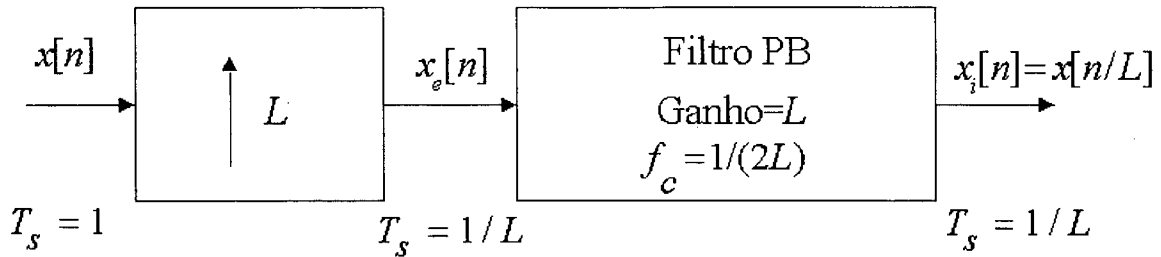 x[n]
L
T_s = 1
x_e[n]
T_s = 1 / L
Filtro PB
Ganho=L
f_c =1/(2L)
x_i[n]=x[n/L]
T_s = 1 / L